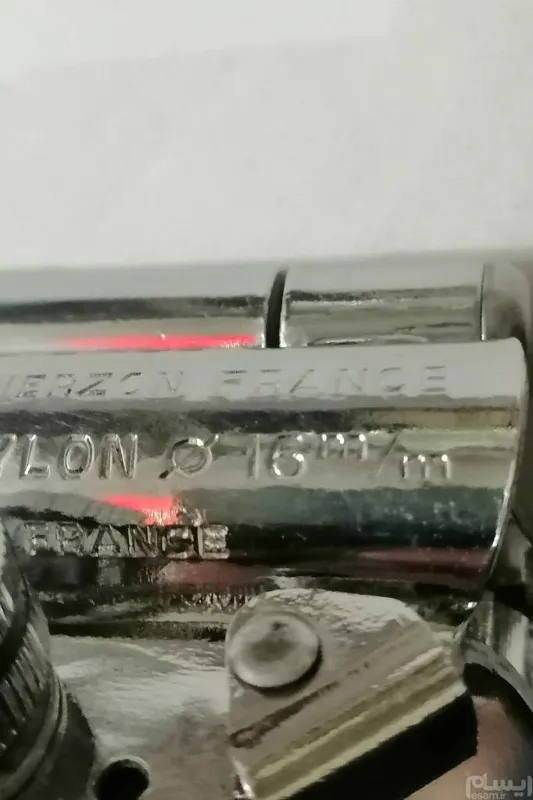 IERZON FRANCE
YLON Ø 16 m/m
FRANCE
ایسام
esam.ir